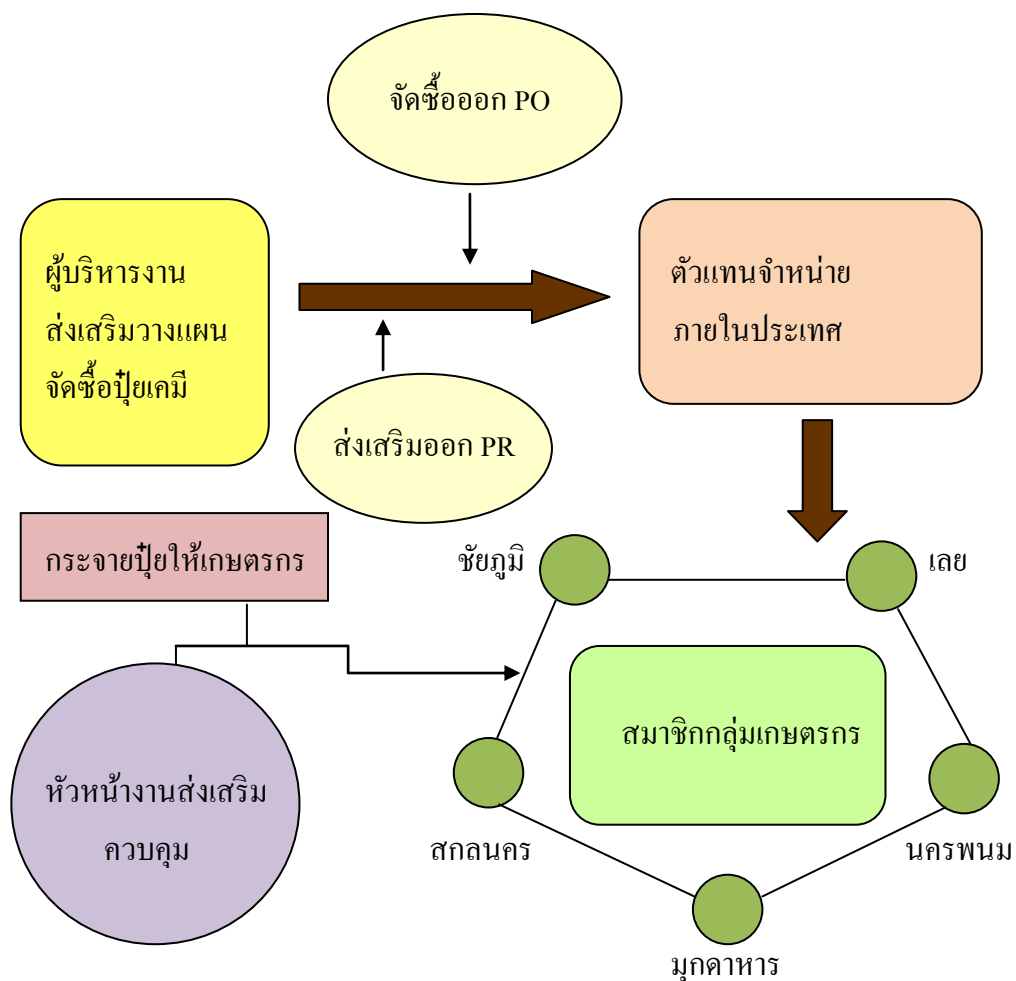 จัดซื้อออก PO
ผู้บริหารงาน
ส่งเสริมวางแผน
จัดซื้อปุ๋ยเคมี
ตัวแทนจำหน่าย
ภายในประเทศ
ส่งเสริมออก PR
กระจายปุ๋ยให้เกษตรกร
ชัยภูมิ
เลย
สมาชิกกลุ่มเกษตรกร
หัวหน้างานส่งเสริม
ควบคุม
สกลนคร
นครพนม
มุกดาหาร